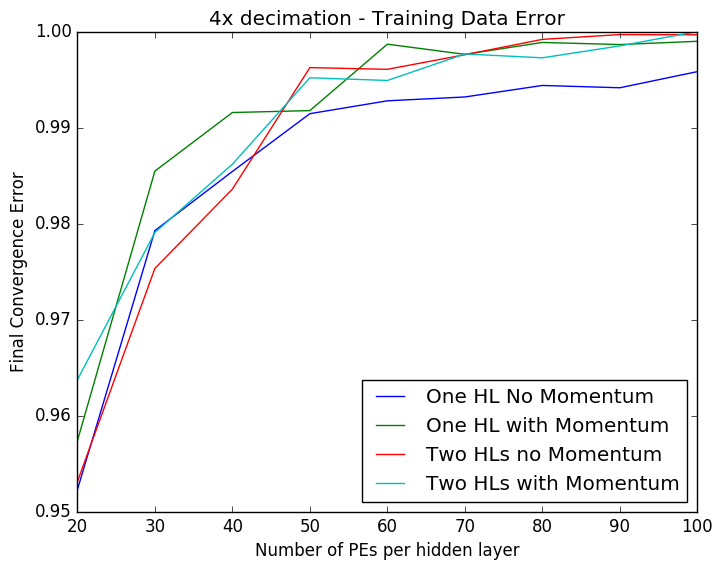 4x decimation - Training Data Error
Final Convergence Error
1.00
0.99
0.98
0.97
0.96
0.95
20 30 40 50 60 70 80 90 100
Number of PEs per hidden layer
One HL No Momentum
One HL with Momentum
Two HLs no Momentum
Two HLs with Momentum